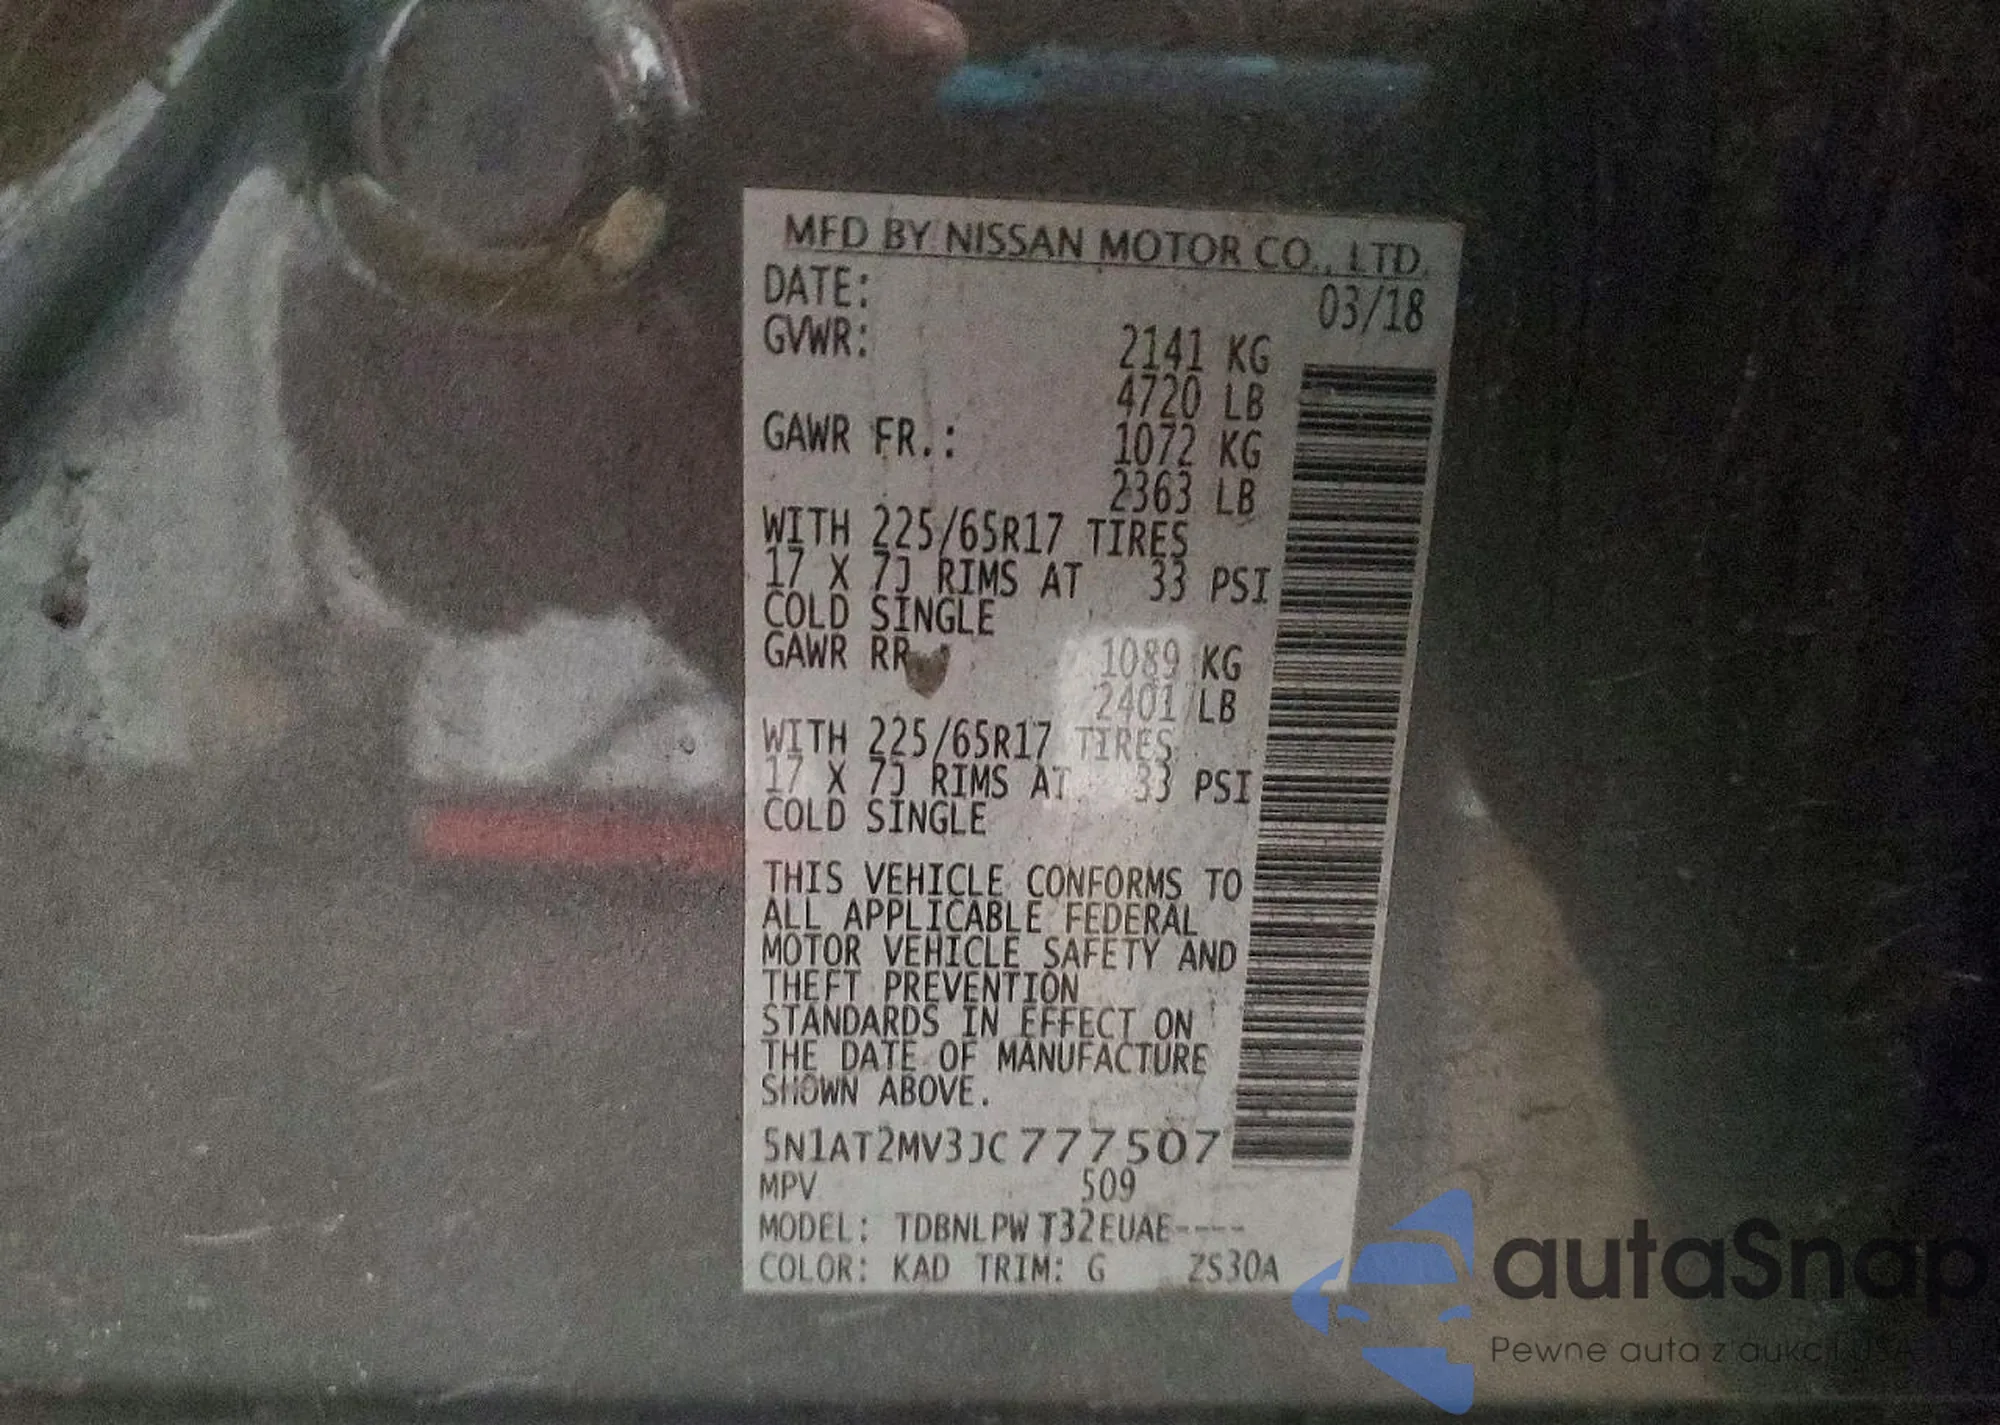 MFD BY NISSAN MOTOR CO., LTD.
DATE: 03/18
GVWR: 2141 KG
4720 LB
GAWR FR.: 1072 KG
2363 LB
WITH 225/65R17 TIRES
17 X 7J RIMS AT 33 PSI
COLD SINGLE
GAWR RR 1089 KG
2401 LB
WITH 225/65R17 TIRES
17 X 7J RIMS AT 33 PSI
COLD SINGLE
THIS VEHICLE CONFORMS TO
ALL APPLICABLE FEDERAL
MOTOR VEHICLE SAFETY AND
THEFT PREVENTION
STANDARDS IN EFFECT ON
THE DATE OF MANUFACTURE
SHOWN ABOVE.
5N1AT2MV3JC777507
MPV 509
MODEL: TDBNLPW T32EUAE----
COLOR: KAD TRIM: G ZS30A
autaSnap
Pewne auta z aukcji USA